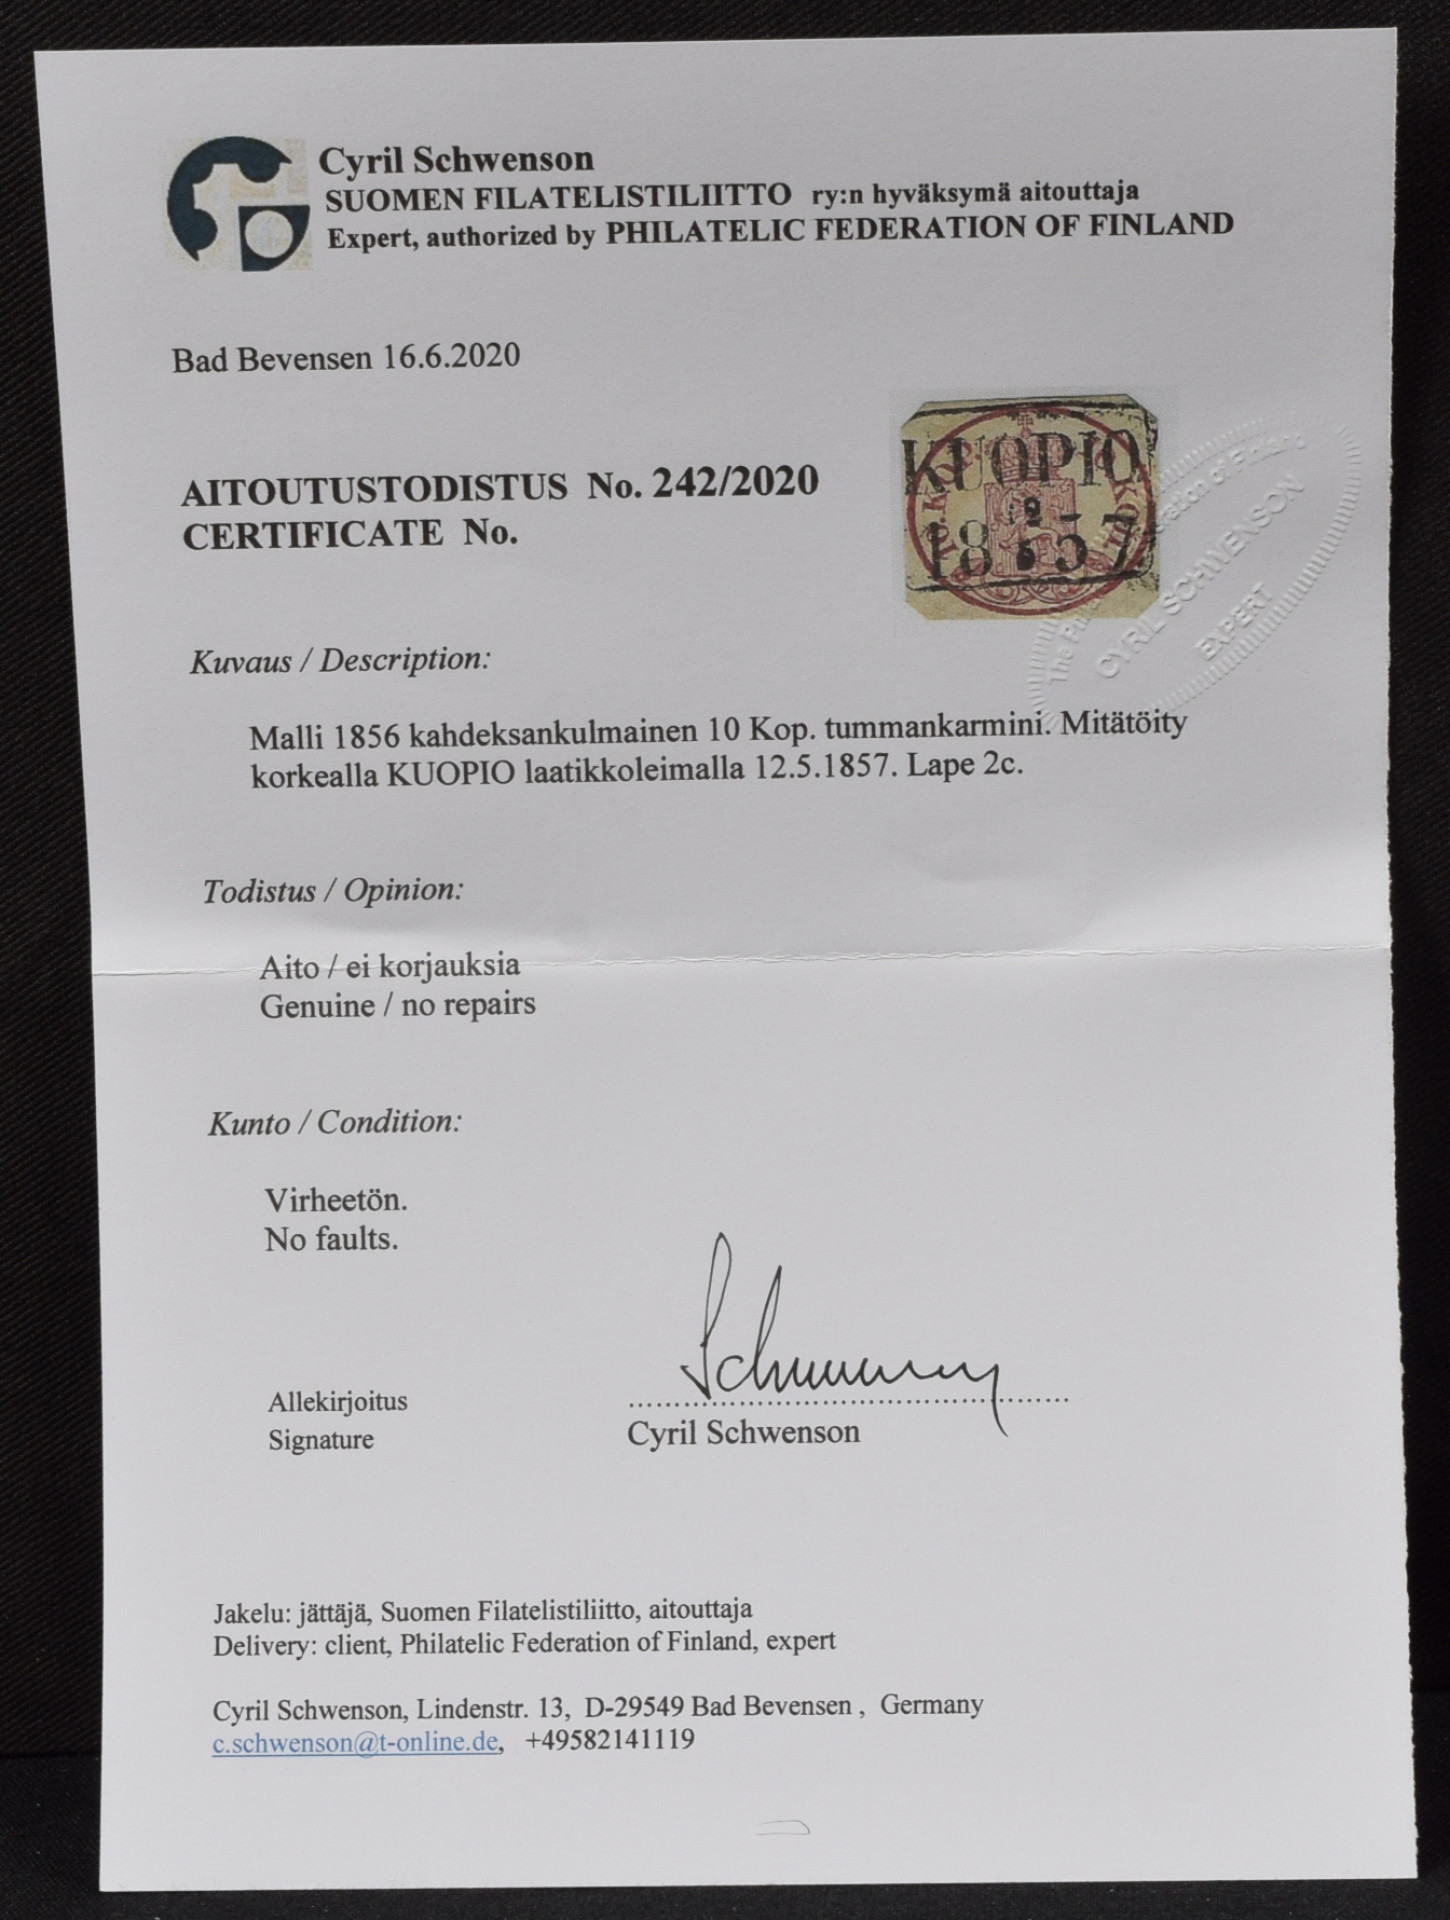 Cyril Schwenson
SUOMEN FILATELISTILIITTO ry:n hyväksymä aitouttaja
Expert, authorized by PHILATELIC FEDERATION OF FINLAND
Bad Bevensen 16.6.2020
AITOUTUSTODISTUS No. 242/2020
CERTIFICATE No.
KUOPIO
1857
10. KOP.
КОП.
CYRIL SCHWENSON
EXPERT
Kuvaus / Description:
Malli 1856 kahdeksankulmainen 10 Kop. tummankarmini. Mitätöity
korkealla KUOPIO laatikkoleimalla 12.5.1857. Lape 2c.
Todistus / Opinion:
Aito / ei korjauksia
Genuine / no repairs
Kunto / Condition:
Virheetön.
No faults.
Allekirjoitus
Signature
Cyril Schwenson
Jakelu: jättäjä, Suomen Filatelistiliitto, aitouttaja
Delivery: client, Philatelic Federation of Finland, expert
Cyril Schwenson, Lindenstr. 13, D-29549 Bad Bevensen , Germany
c.schwenson@t-online.de, +49582141119